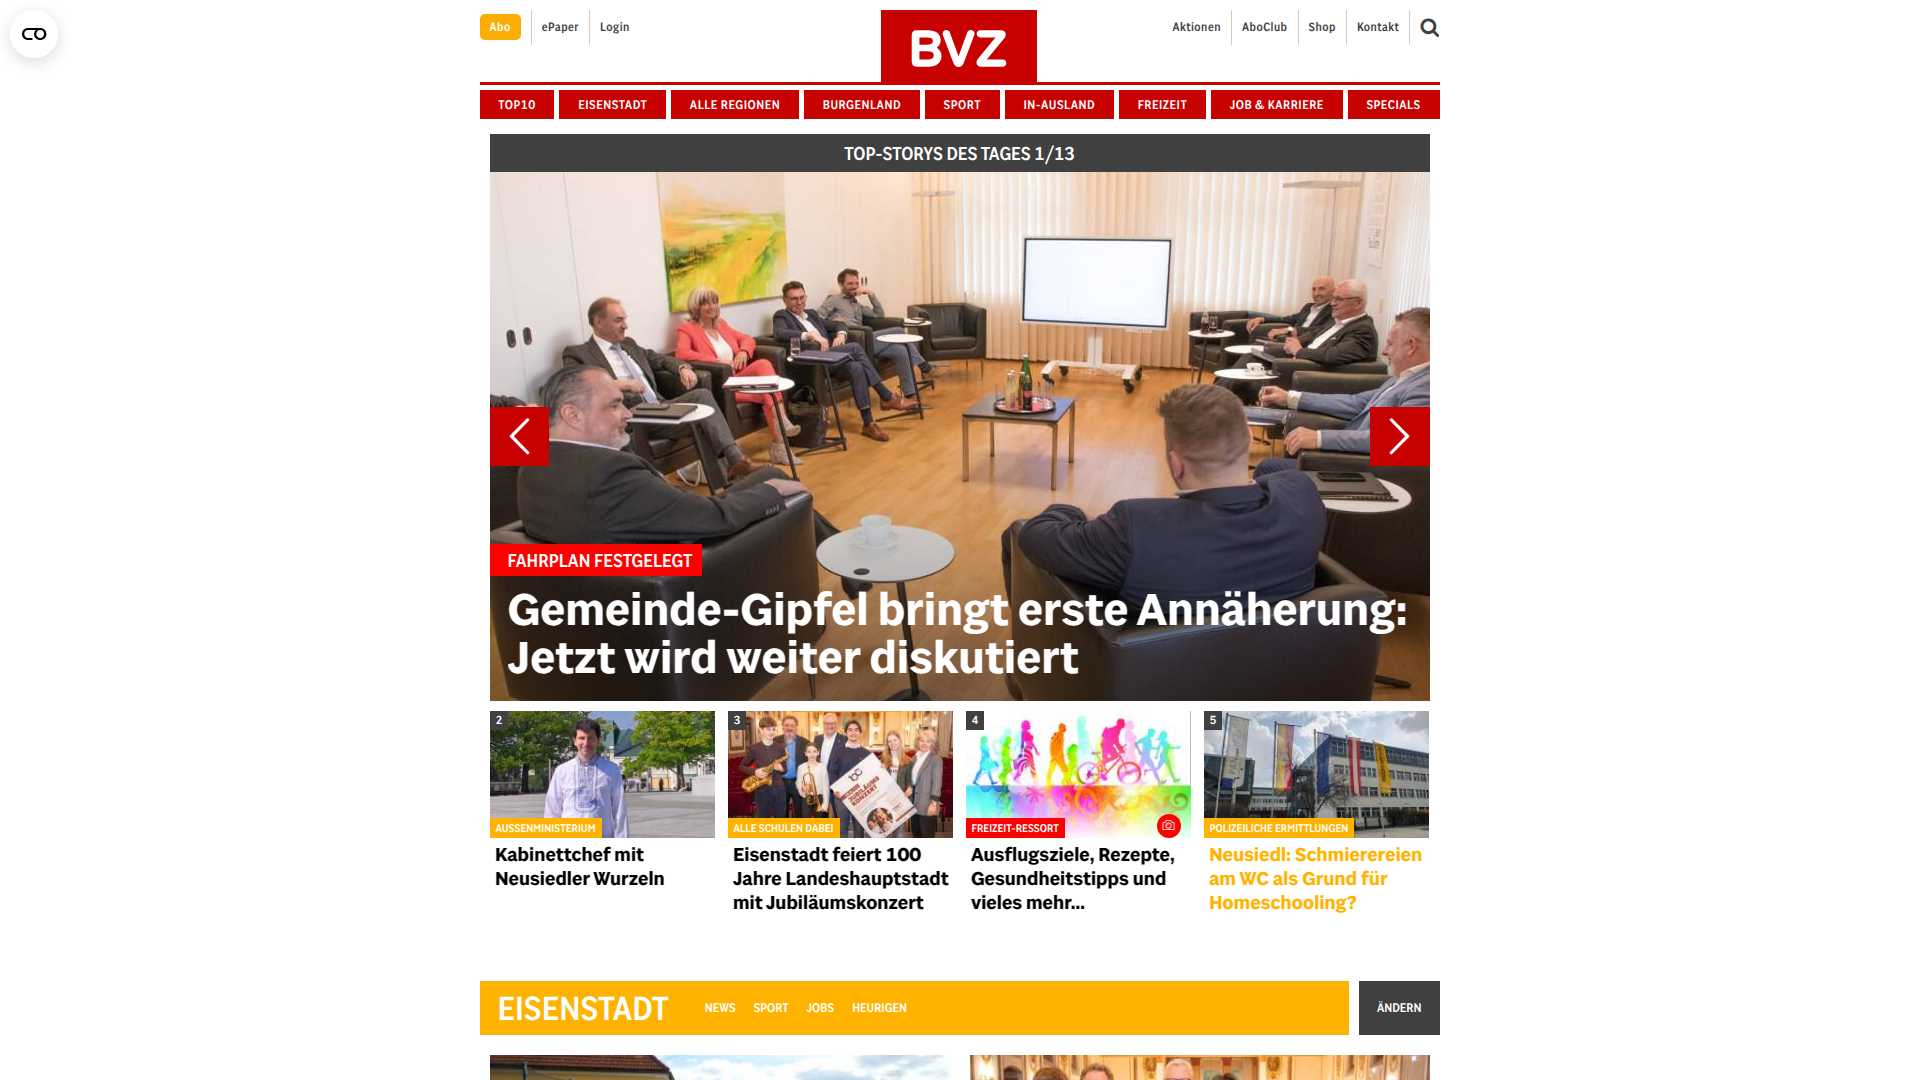 Abo
ePaper
Login
BVZ
Aktionen
AboClub
Shop
Kontakt
TOP10
EISENSTADT
ALLE REGIONEN
BURGENLAND
SPORT
IN-AUSLAND
FREIZEIT
JOB & KARRIERE
SPECIALS
TOP-STORYS DES TAGES 1/13
FAHRPLAN FESTGELEGT
Gemeinde-Gipfel bringt erste Annäherung:
Jetzt wird weiter diskutiert
2
AUSSENMINISTERIUM
Kabinettchef mit
Neusiedler Wurzeln
3
ALLE SCHULEN DABEI
Eisenstadt feiert 100
Jahre Landeshauptstadt
mit Jubiläumskonzert
4
FREIZEIT-RESSORT
Ausflugsziele, Rezepte,
Gesundheitstipps und
vieles mehr...
5
POLIZEILICHE ERMITTLUNGEN
Neusiedl: Schmierereien
am WC als Grund für
Homeschooling?
EISENSTADT
NEWS
SPORT
JOBS
HEURIGEN
ÄNDERN